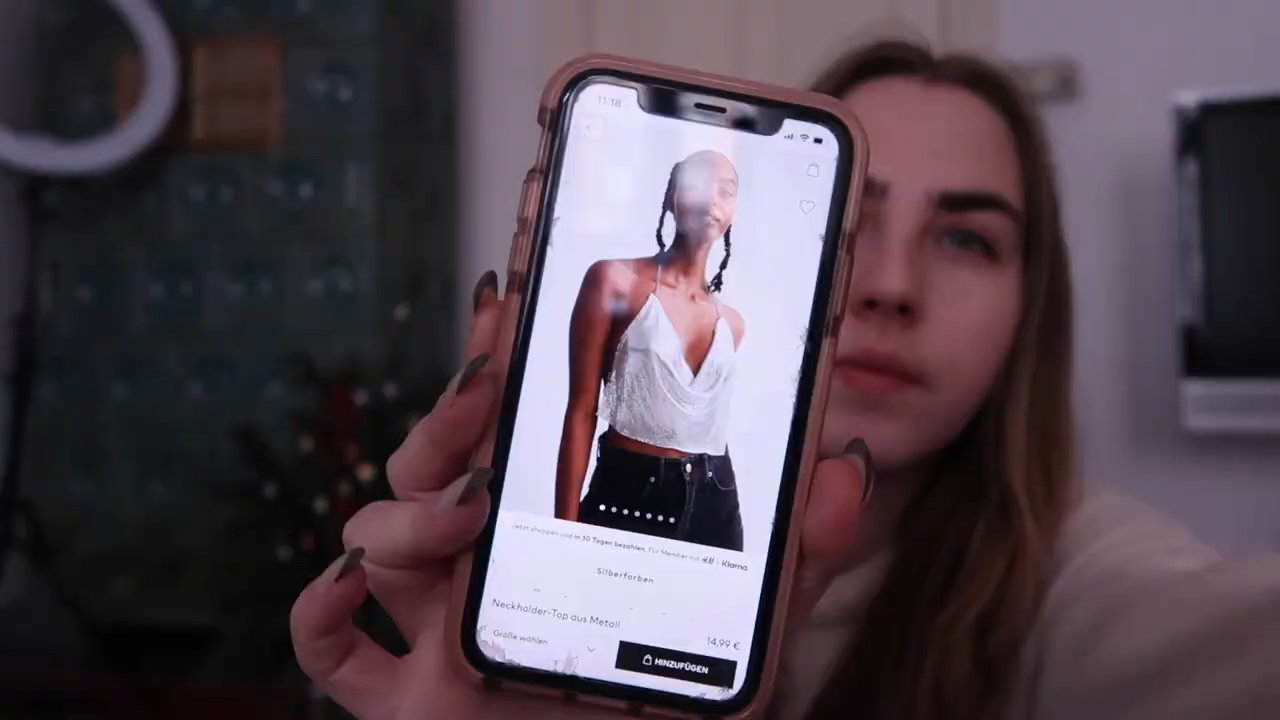 11:18
Jetzt shoppen und in 30 Tagen bezahlen. Für Member mit H&M x Klarna.
Silberfarben
Neckholder-Top aus Metall
14,99 €
Größe wählen
HINZUFÜGEN